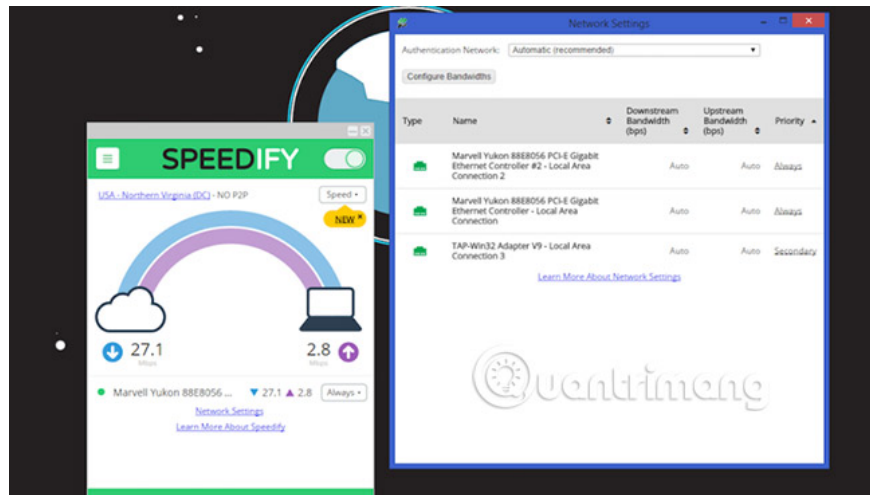 SPEEDIFY
USA - Northern Virginia (DC) - NO P2P
Speed
NEW
27.1
2.8
Mbps
Mbps
Marvell Yukon 88E8056 ...
27.1
2.8
Always
Network Settings
Learn More About Speedify
Network Settings
Authentication Network:
Automatic (recommended)
Configure Bandwidths
Type
Name
Downstream
Bandwidth
(bps)
Upstream
Bandwidth
(bps)
Priority
Marvell Yukon 88E8056 PCI-E Gigabit
Ethernet Controller #2 - Local Area
Connection 2
Auto
Auto
Always
Marvell Yukon 88E8056 PCI-E Gigabit
Ethernet Controller - Local Area
Connection
Auto
Auto
Always
TAP-Win32 Adapter V9 - Local Area
Connection 3
Auto
Auto
Secondary
Learn More About Network Settings
Quantrimang